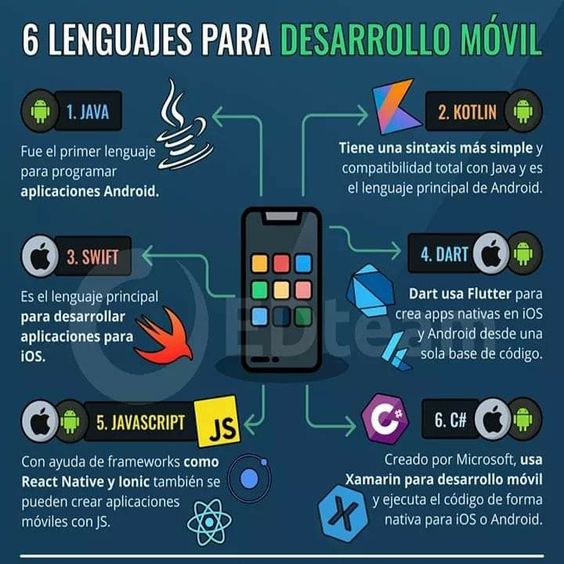 6 LENGUAJES PARA DESARROLLO MÓVIL
1. JAVA
Fue el primer lenguaje
para programar
aplicaciones Android.
2. KOTLIN
Tiene una sintaxis más simple y
compatibilidad total con Java y es
el lenguaje principal de Android.
3. SWIFT
Es el lenguaje principal
para desarrollar
aplicaciones para
iOS.
4. DART
Dart usa Flutter para
crea apps nativas en iOS
y Android desde una
sola base de código.
EDteam
5. JAVASCRIPT
JS
Con ayuda de frameworks como
React Native y Ionic también se
pueden crear aplicaciones
móviles con JS.
C#
6. C#
Creado por Microsoft, usa
Xamarin para desarrollo móvil
y ejecuta el código de forma
nativa para iOS o Android.
X